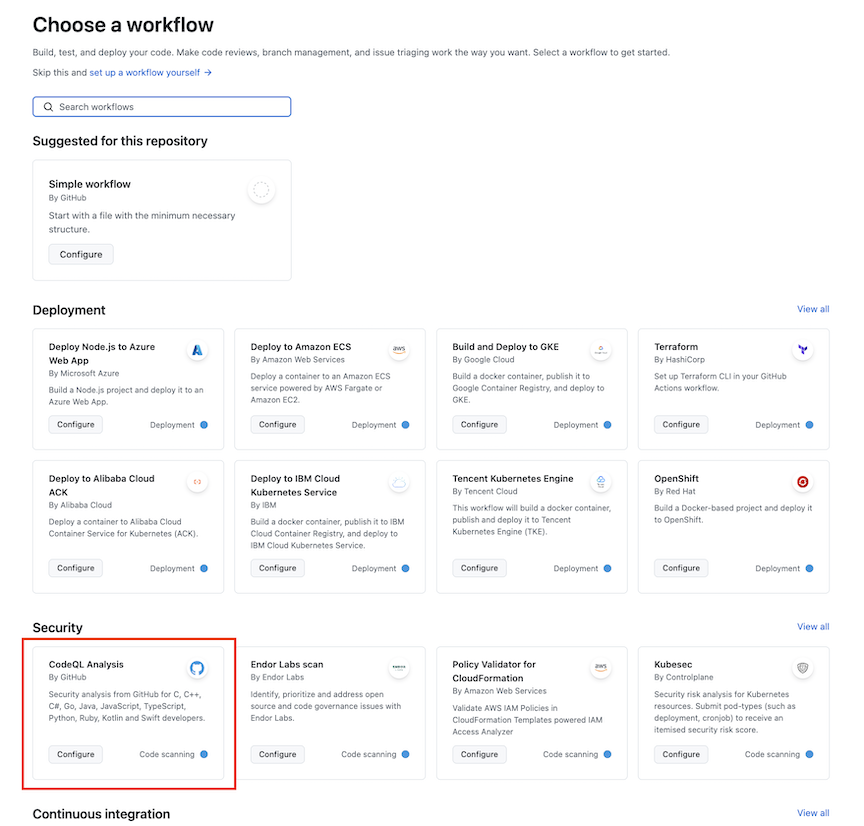 Choose a workflow
Build, test, and deploy your code. Make code reviews, branch management, and issue triaging work the way you want. Select a workflow to get started.
Skip this and set up a workflow yourself →
Search workflows
Suggested for this repository
Simple workflow
By GitHub
Start with a file with the minimum necessary
structure.
Configure
Deployment
View all
Deploy Node.js to Azure
Web App
By Microsoft Azure
Build a Node.js project and deploy it to an
Azure Web App.
Configure
Deployment
Deploy to Amazon ECS
By Amazon Web Services
aws
Deploy a container to an Amazon ECS
service powered by AWS Fargate or
Amazon EC2.
Configure
Deployment
Build and Deploy to GKE
By Google Cloud
Build a docker container, publish it to
Google Container Registry, and deploy to
GKE.
Configure
Deployment
Terraform
By HashiCorp
Set up Terraform CLI in your GitHub
Actions workflow.
Configure
Deployment
Deploy to Alibaba Cloud
ACK
By Alibaba Cloud
Deploy a container to Alibaba Cloud
Container Service for Kubernetes (ACK).
Configure
Deployment
Deploy to IBM Cloud
Kubernetes Service
By IBM
Build a docker container, publish it to IBM
Cloud Container Registry, and deploy to
IBM Cloud Kubernetes Service.
Configure
Deployment
Tencent Kubernetes Engine
By Tencent Cloud
This workflow will build a docker container,
publish and deploy it to Tencent
Kubernetes Engine (TKE).
Configure
Deployment
OpenShift
By Red Hat
Build a Docker-based project and deploy it
to OpenShift.
Configure
Deployment
Security
View all
CodeQL Analysis
By GitHub
Security analysis from GitHub for C, C++,
C#, Go, Java, JavaScript, TypeScript,
Python, Ruby, Kotlin and Swift developers.
Configure
Code scanning
Endor Labs scan
By Endor Labs
Identify, prioritize and address open
source and code governance issues with
Endor Labs.
Configure
Code scanning
Policy Validator for
CloudFormation
By Amazon Web Services
aws
Validate AWS IAM Policies in
CloudFormation Templates powered IAM
Access Analyzer
Configure
Code scanning
Kubesec
By Controlplane
Security risk analysis for Kubernetes
resources. Submit pod-types (such as
deployment, cronjob) to receive an
itemised security risk score.
Configure
Code scanning
Continuous integration
View all